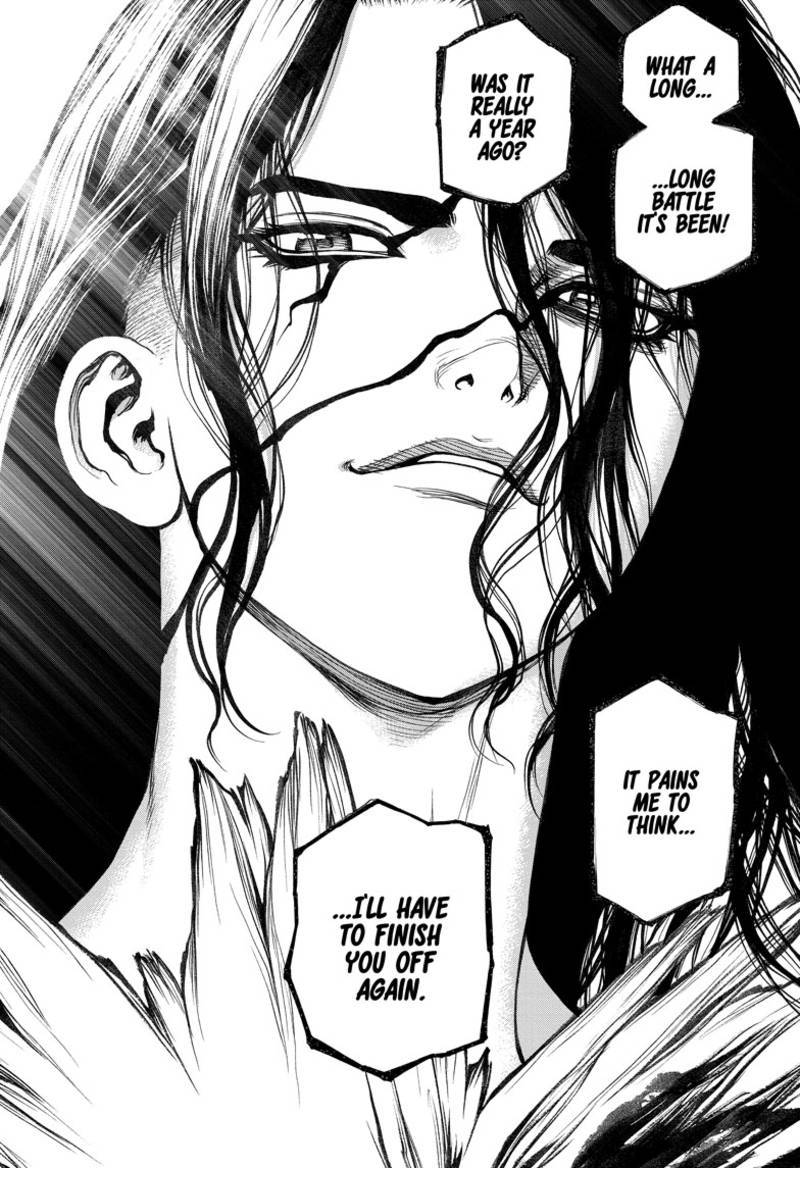 WHAT A
LONG...
...LONG
BATTLE
IT'S BEEN!
WAS IT
REALLY
A YEAR
AGO?
IT PAINS
ME TO
THINK...
...I'LL HAVE
TO FINISH
YOU OFF
AGAIN.